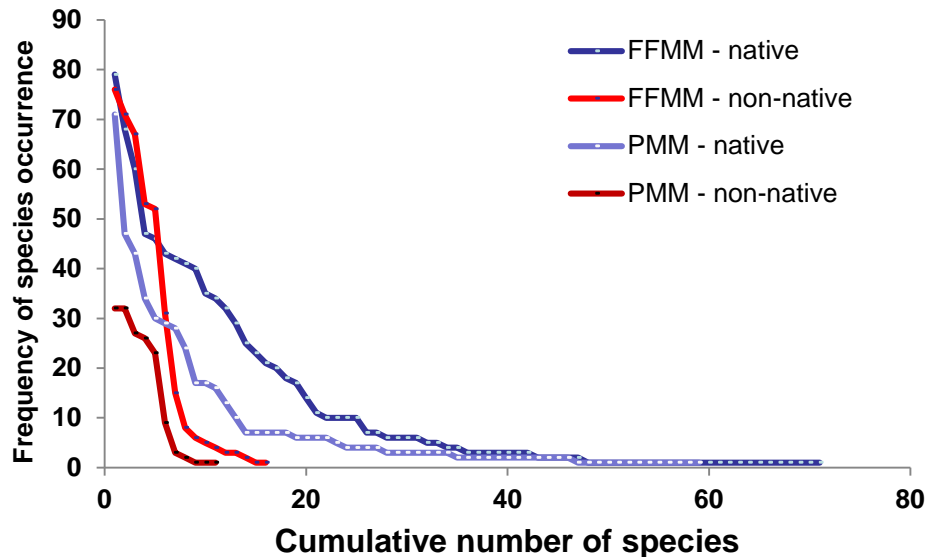 90
80
70
60
50
40
30
20
10
0
Frequency of species occurrence
FFMM - native
FFMM - non-native
PMM - native
PMM - non-native
0 20 40 60 80
Cumulative number of species